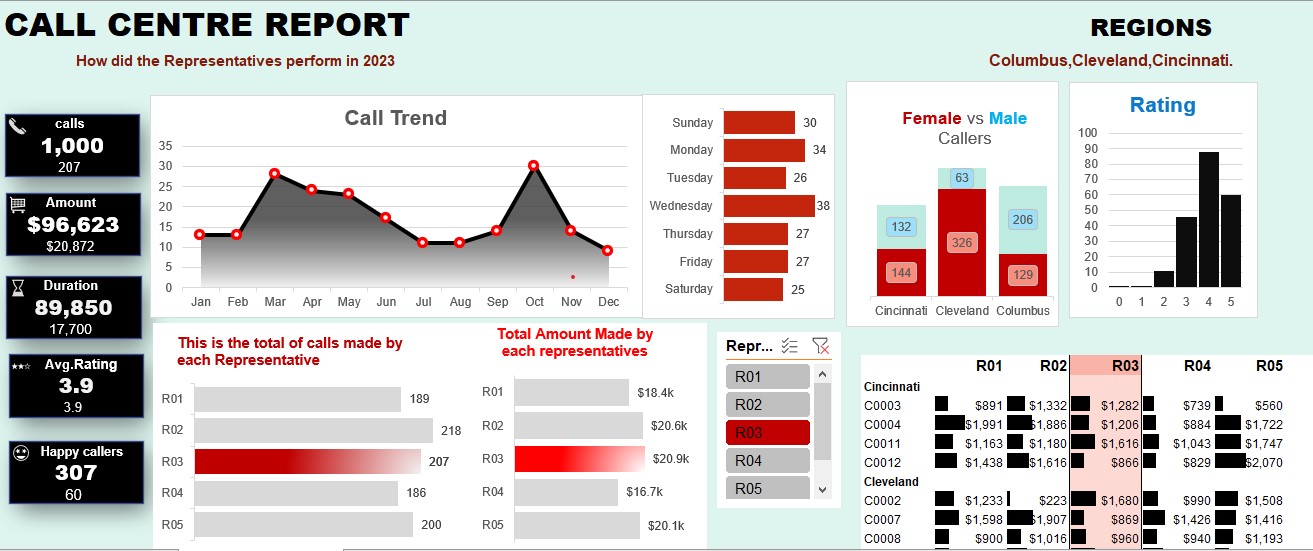 CALL CENTRE REPORT
How did the Representatives perform in 2023
REGIONS
Columbus,Cleveland,Cincinnati.
calls
1,000
207
Amount
$96,623
$20,872
Duration
89,850
17,700
Avg.Rating
3.9
3.9
Happy callers
307
60
Call Trend
35
30
25
20
15
10
5
0
Jan Feb Mar Apr May Jun Jul Aug Sep Oct Nov Dec
Sunday 30
Monday 34
Tuesday 26
Wednesday 38
Thursday 27
Friday 27
Saturday 25
Female vs Male
Callers
63
132 206
326
144 129
Cincinnati Cleveland Columbus
Rating
100
90
80
70
60
50
40
30
20
10
0
0 1 2 3 4 5
This is the total of calls made by
each Representative
R01 189
R02 218
R03 207
R04 186
R05 200
Total Amount Made by
each representatives
R01 $18.4k
R02 $20.6k
R03 $20.9k
R04 $16.7k
R05 $20.1k
Repr...
R01
R02
R03
R04
R05
R01 R02 R03 R04 R05
Cincinnati
C0003 $891 $1,332 $1,282 $739 $560
C0004 $1,991 $1,886 $1,206 $884 $1,722
C0011 $1,163 $1,180 $1,616 $1,043 $1,747
C0012 $1,438 $1,616 $866 $829 $2,070
Cleveland
C0002 $1,233 $223 $1,680 $990 $1,508
C0007 $1,598 $1,907 $869 $1,426 $1,416
C0008 $900 $1,016 $960 $940 $1,193